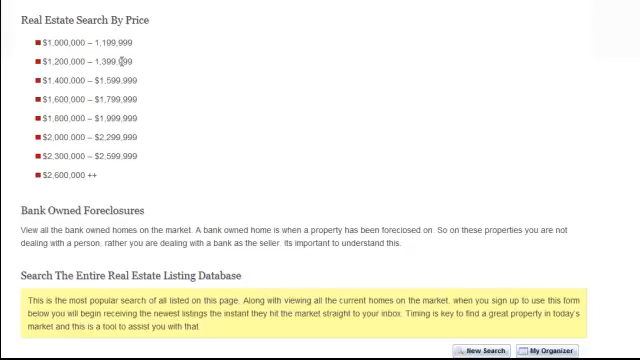 Real Estate Search By Price
$1,000,000 – 1,199,999
$1,200,000 – 1,399,999
$1,400,000 – $1,599,999
$1,600,000 – $1,799,999
$1,800,000 – $1,999,999
$2,000,000 – $2,299,999
$2,300,000 – $2,599,999
$2,600,000 ++
Bank Owned Foreclosures
View all the bank owned homes on the market. A bank owned home is when a property has been foreclosed on. So on these properties you are not
dealing with a person, rather you are dealing with a bank as the seller. Its important to understand this.
Search The Entire Real Estate Listing Database
This is the most popular search of all listed on this page. Along with viewing all the current homes on the market, when you sign up to use this form
below you will begin receiving the newest listings the instant they hit the market straight to your inbox. Timing is key to find a great property in today's
market and this is a tool to assist you with that.
New Search My Organizer